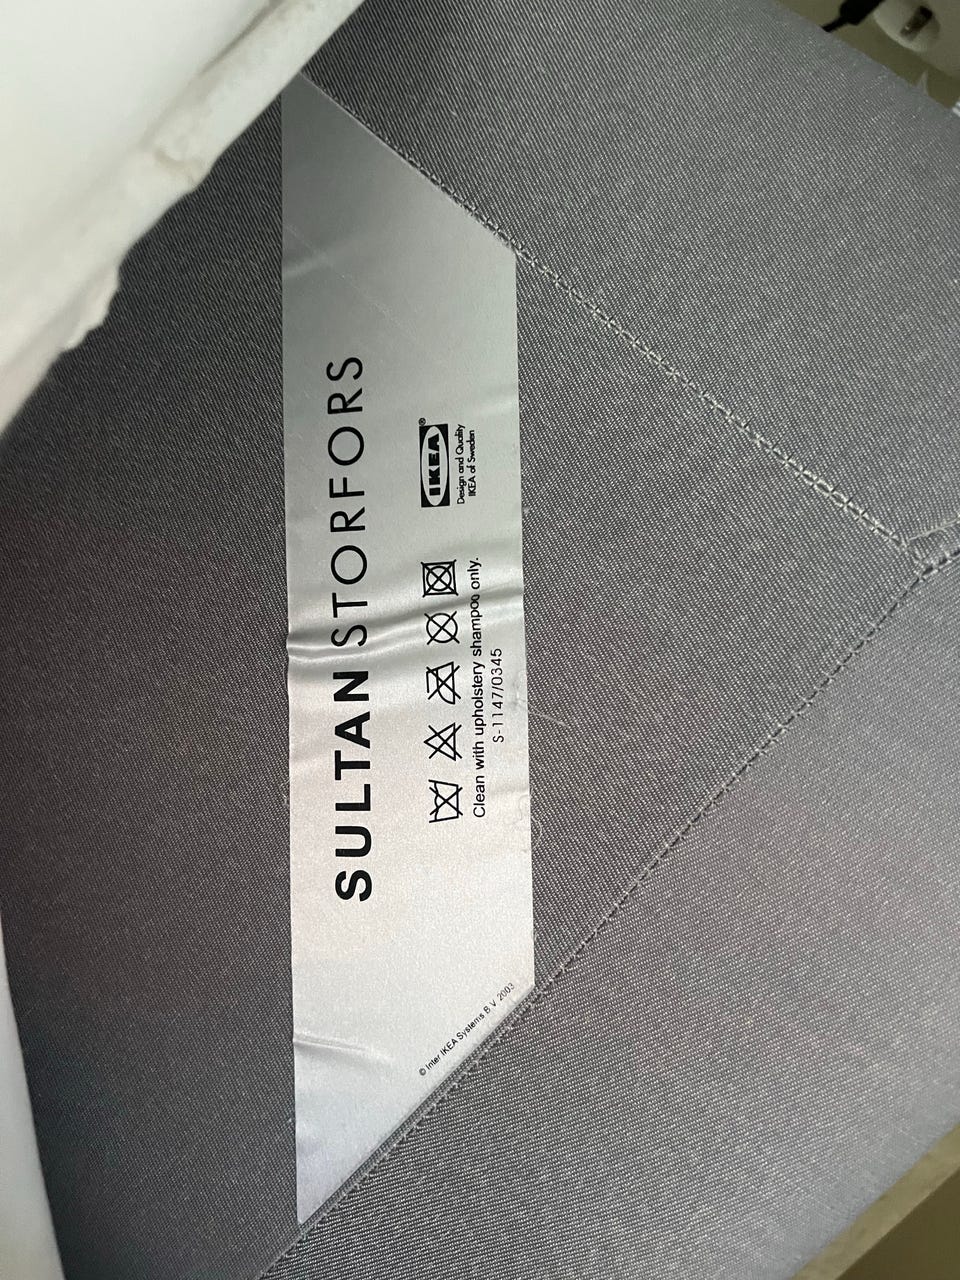 SULTAN STORFORS
IKEA®
Design and Quality
IKEA of Sweden
Clean with upholstery shampoo only.
S-1147/0345
© Inter IKEA Systems B.V. 2003